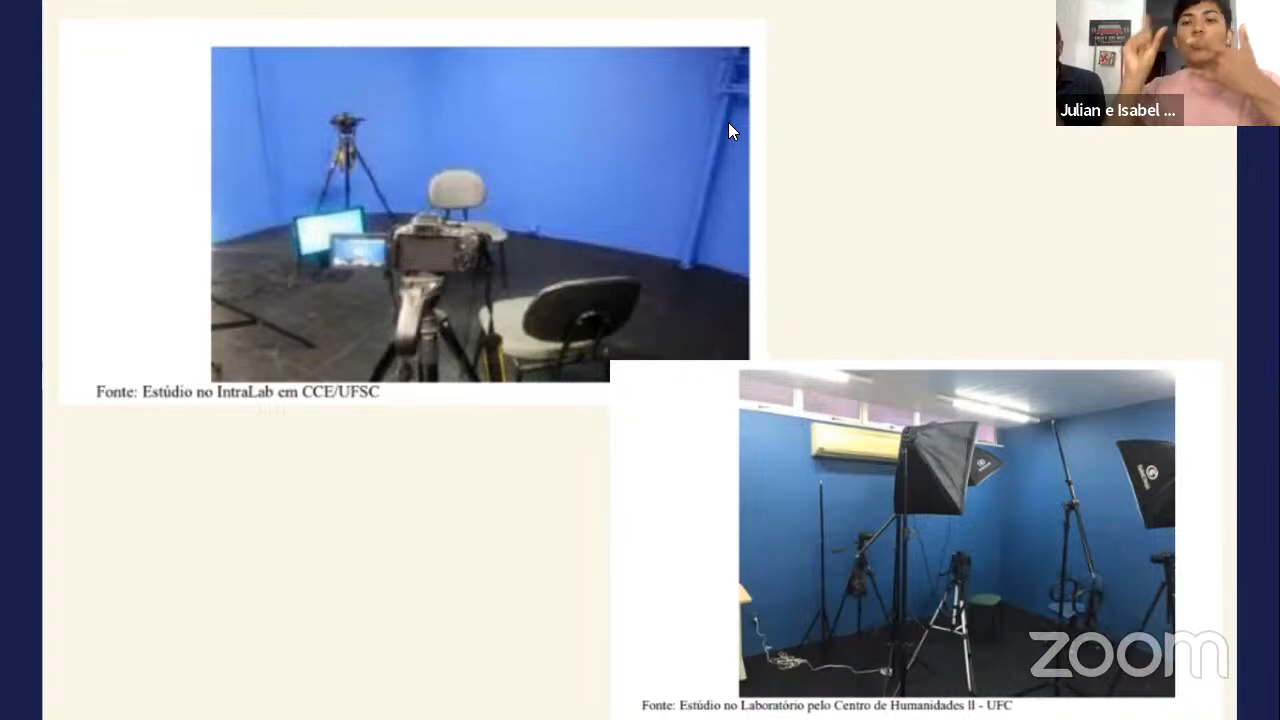 Julian e Isabel ...
Fonte: Estúdio no IntraLab em CCE/UFSC
zoom
Fonte: Estúdio no Laboratório pelo Centro de Humanidades II - UFC